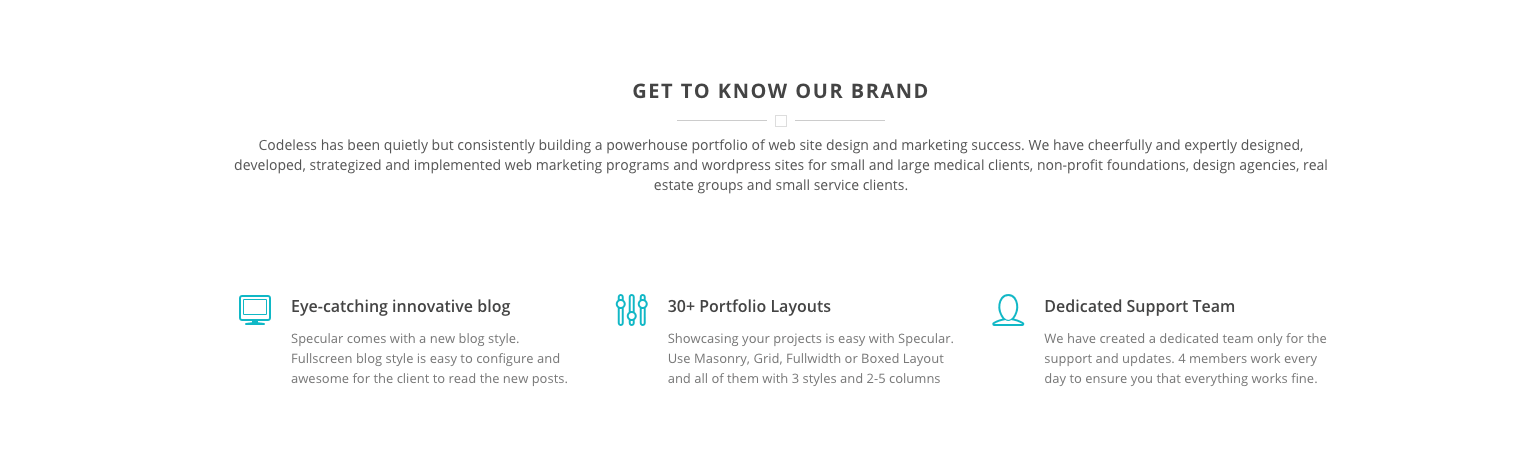 GET TO KNOW OUR BRAND
Codeless has been quietly but consistently building a powerhouse portfolio of web site design and marketing success. We have cheerfully and expertly designed,
developed, strategized and implemented web marketing programs and wordpress sites for small and large medical clients, non-profit foundations, design agencies, real
estate groups and small service clients.
Eye-catching innovative blog
Specular comes with a new blog style.
Fullscreen blog style is easy to configure and
awesome for the client to read the new posts.
30+ Portfolio Layouts
Showcasing your projects is easy with Specular.
Use Masonry, Grid, Fullwidth or Boxed Layout
and all of them with 3 styles and 2-5 columns
Dedicated Support Team
We have created a dedicated team only for the
support and updates. 4 members work every
day to ensure you that everything works fine.